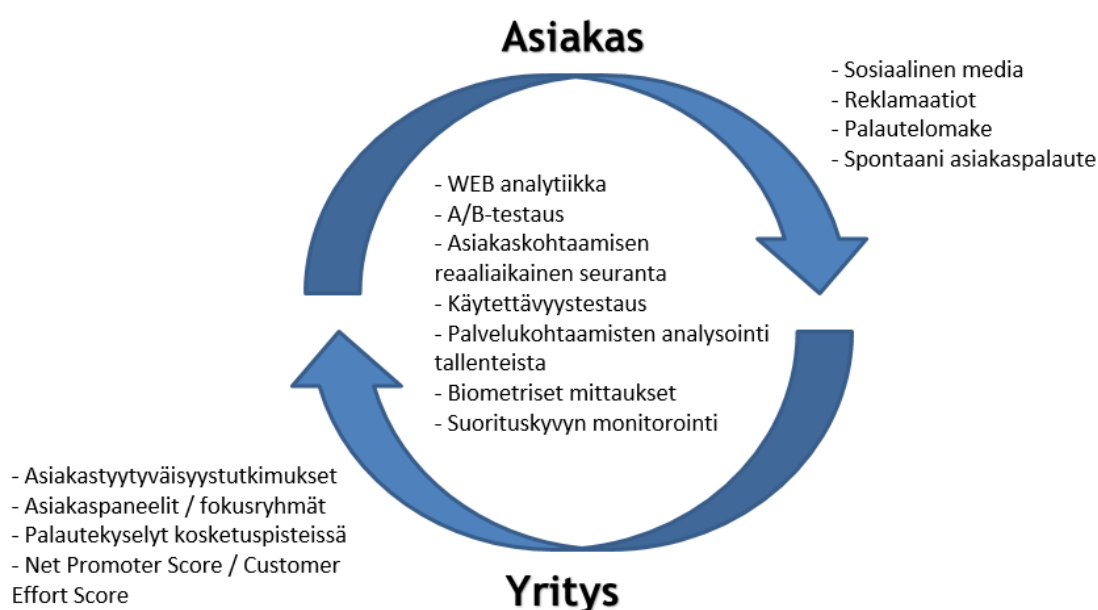 Asiakas
- Sosiaalinen media
- Reklamaatiot
- Palautelomake
- Spontaani asiakaspalaute
- WEB analytiikka
- A/B-testaus
- Asiakaskohtaamisen
reaaliaikainen seuranta
- Käytettävyystestaus
- Palvelukohtaamisten analysointi
tallenteista
- Biometriset mittaukset
- Suorituskyvyn monitorointi
- Asiakastyytyväisyystutkimukset
- Asiakaspaneelit / fokusryhmät
- Palautekyselyt kosketuspisteissä
- Net Promoter Score / Customer
Effort Score
Yritys